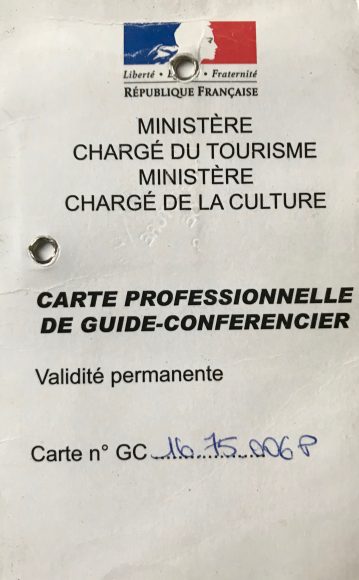 Liberté • É • Fraternité
RÉPUBLIQUE FRANÇAISE
MINISTÈRE
CHARGÉ DU TOURISME
MINISTÈRE
CHARGÉ DE LA CULTURE
CARTE PROFESSIONNELLE
DE GUIDE-CONFERENCIER
Validité permanente
Carte n° GC 16.75.006P